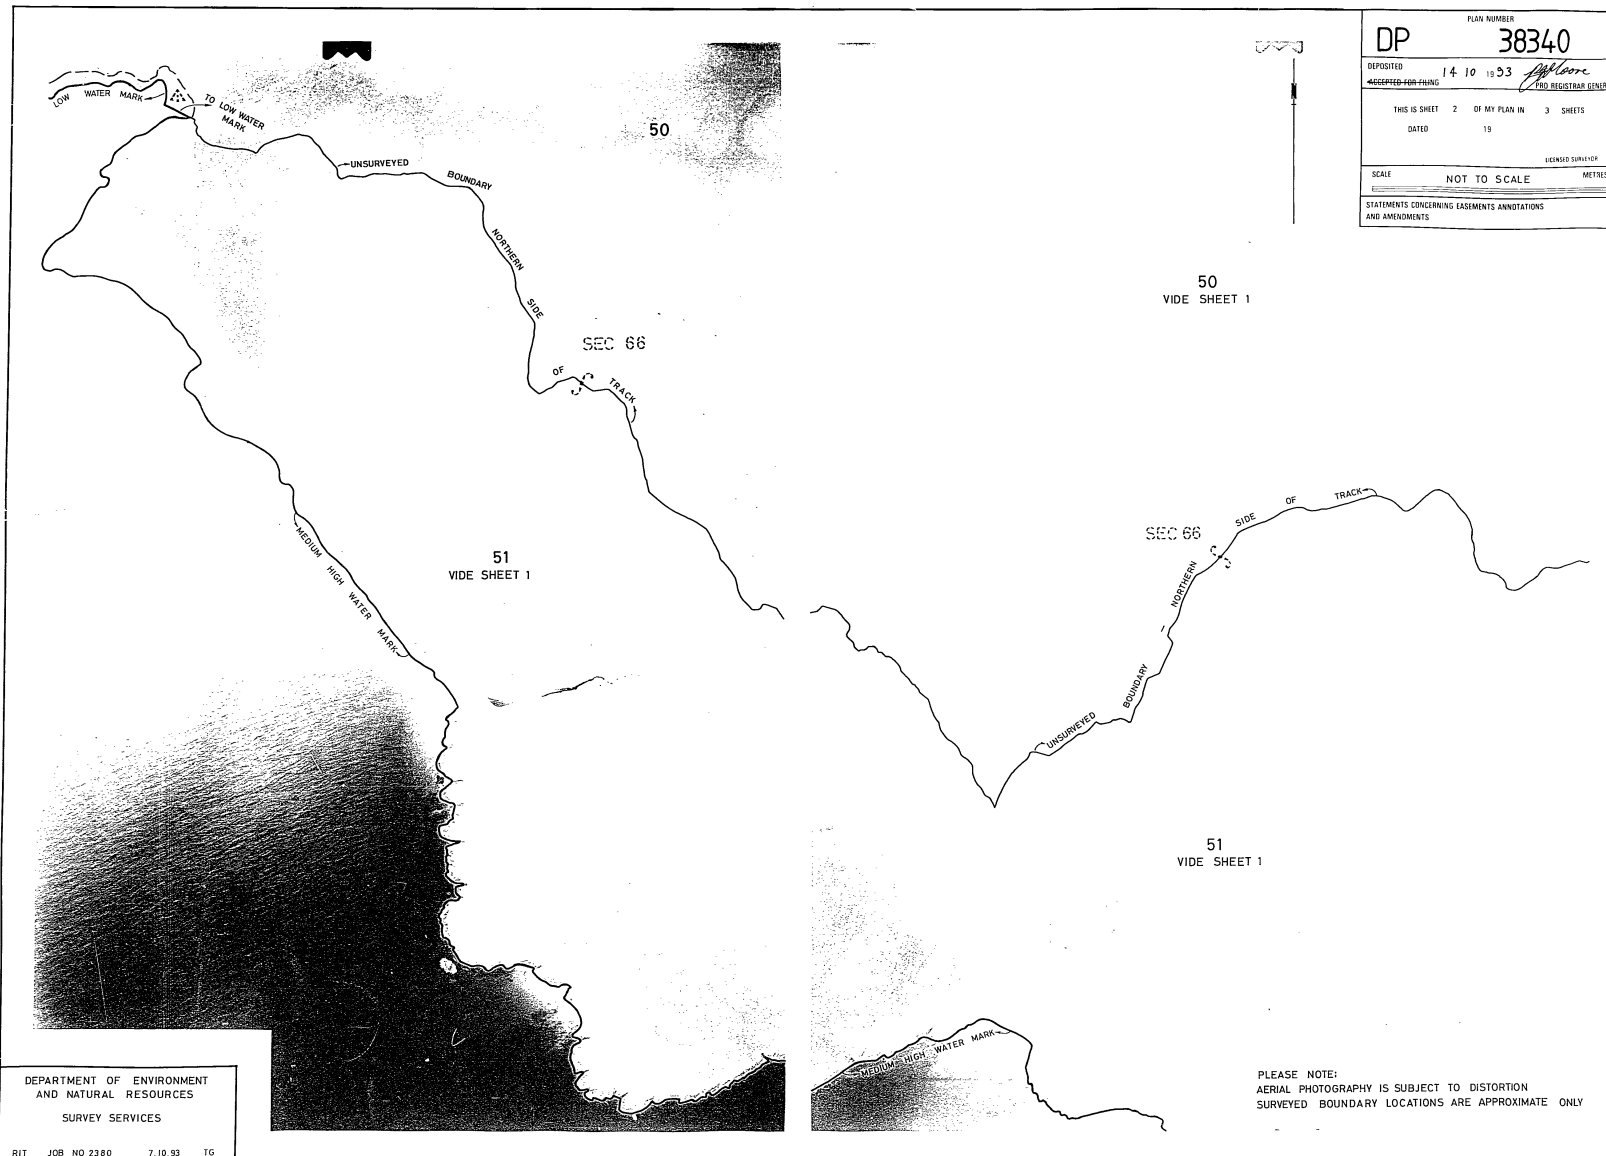 PLAN NUMBER
DP 38340
DEPOSITED
ACCEPTED FOR FILING
14 10 1993
PRO REGISTRAR GENER
THIS IS SHEET 2 OF MY PLAN IN 3 SHEETS
DATED 19
LICENSED SURVEYOR
SCALE NOT TO SCALE METRES
STATEMENTS CONCERNING EASEMENTS ANNOTATIONS
AND AMENDMENTS
LOW WATER MARK
TO LOW WATER
MARK
50
UNSURVEYED BOUNDARY NORTHERN SIDE OF TRACK
SEC 66
51
VIDE SHEET 1
MEDIUM HIGH WATER MARK
N
50
VIDE SHEET 1
SEC 66
UNSURVEYED BOUNDARY NORTHERN SIDE OF TRACK
51
VIDE SHEET 1
MEDIUM HIGH WATER MARK
PLEASE NOTE:
AERIAL PHOTOGRAPHY IS SUBJECT TO DISTORTION
SURVEYED BOUNDARY LOCATIONS ARE APPROXIMATE ONLY
DEPARTMENT OF ENVIRONMENT
AND NATURAL RESOURCES
SURVEY SERVICES
RIT JOB NO 2380 7.10.93 TG